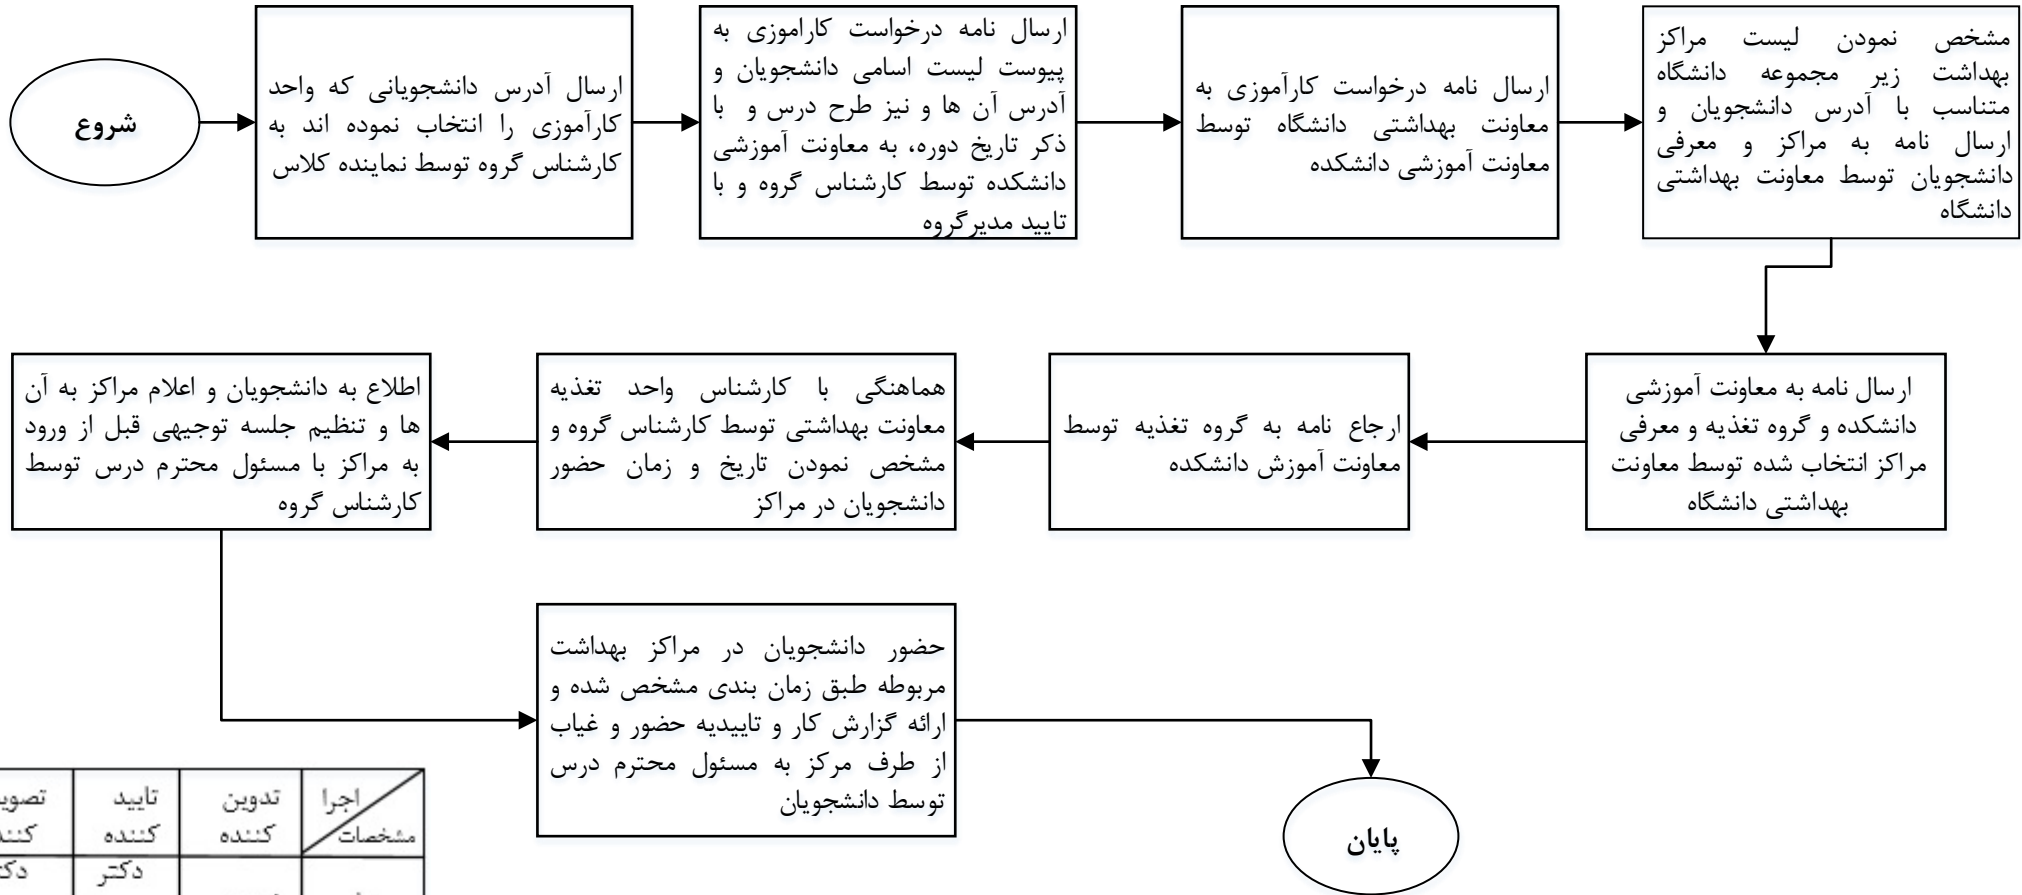 شروع
ارسال آدرس دانشجویانی که واحد
کارآموزی را انتخاب نموده اند به
کارشناس گروه توسط نماینده کلاس
ارسال نامه درخواست کاراموزی به
پیوست لیست اسامی دانشجویان و
آدرس آن ها و نیز طرح درس و با
ذکر تاریخ دوره، به معاونت آموزشی
دانشکده توسط کارشناس گروه و با
تایید مدیرگروه
ارسال نامه درخواست کارآموزی به
معاونت بهداشتی دانشگاه توسط
معاونت آموزشی دانشکده
مشخص نمودن لیست مراکز
بهداشت زیر مجموعه دانشگاه
متناسب با آدرس دانشجویان و
ارسال نامه به مراکز و معرفی
دانشجویان توسط معاونت بهداشتی
دانشگاه
ارسال نامه به معاونت آموزشی
دانشکده و گروه تغذیه و معرفی
مراکز انتخاب شده توسط معاونت
بهداشتی دانشگاه
ارجاع نامه به گروه تغذیه توسط
معاونت آموزش دانشکده
هماهنگی با کارشناس واحد تغذیه
معاونت بهداشتی توسط کارشناس گروه و
مشخص نمودن تاریخ و زمان حضور
دانشجویان در مراکز
اطلاع به دانشجویان و اعلام مراکز به آن
ها و تنظیم جلسه توجیهی قبل از ورود
به مراکز با مسئول محترم درس توسط
کارشناس گروه
حضور دانشجویان در مراکز بهداشت
مربوطه طبق زمان بندی مشخص شده و
ارائه گزارش کار و تاییدیه حضور و غیاب
از طرف مرکز به مسئول محترم درس
توسط دانشجویان
پایان
اجرا
مشخصات
تدوین
کننده
تایید
کننده
دکتر